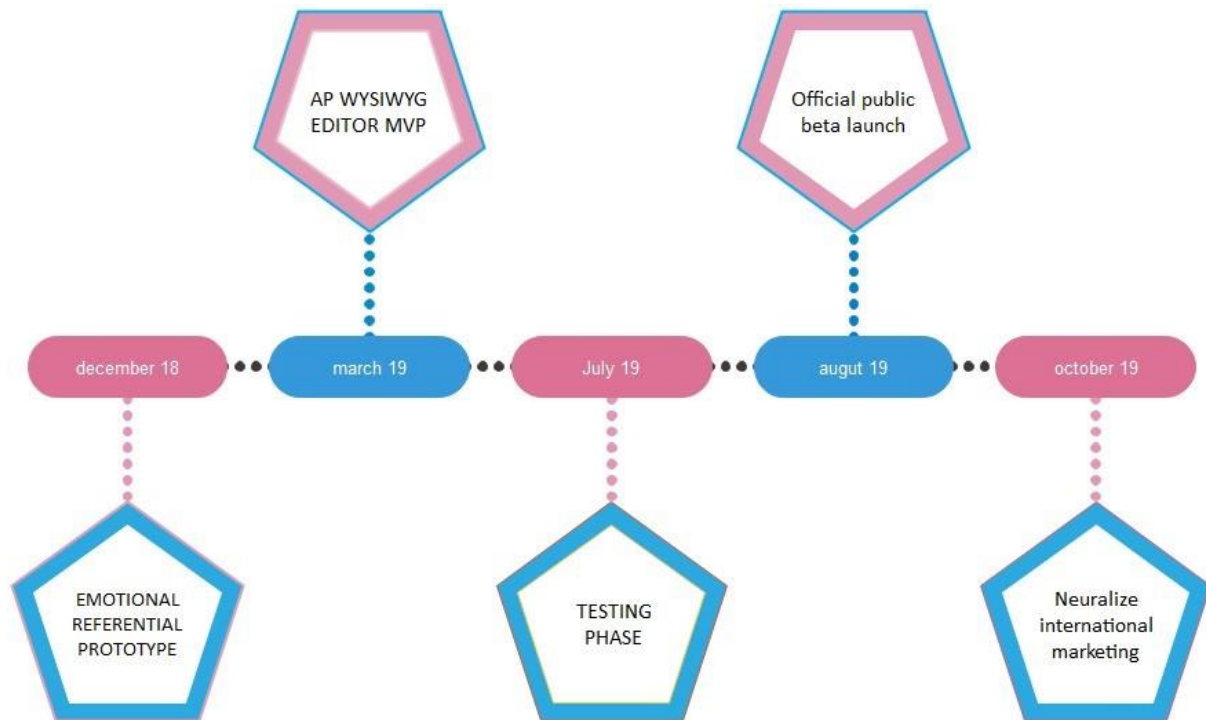 AP WYSIWYG
EDITOR MVP
Official public
beta launch
december 18
march 19
July 19
augut 19
october 19
EMOTIONAL
REFERENTIAL
PROTOTYPE
TESTING
PHASE
Neuralize
international
marketing